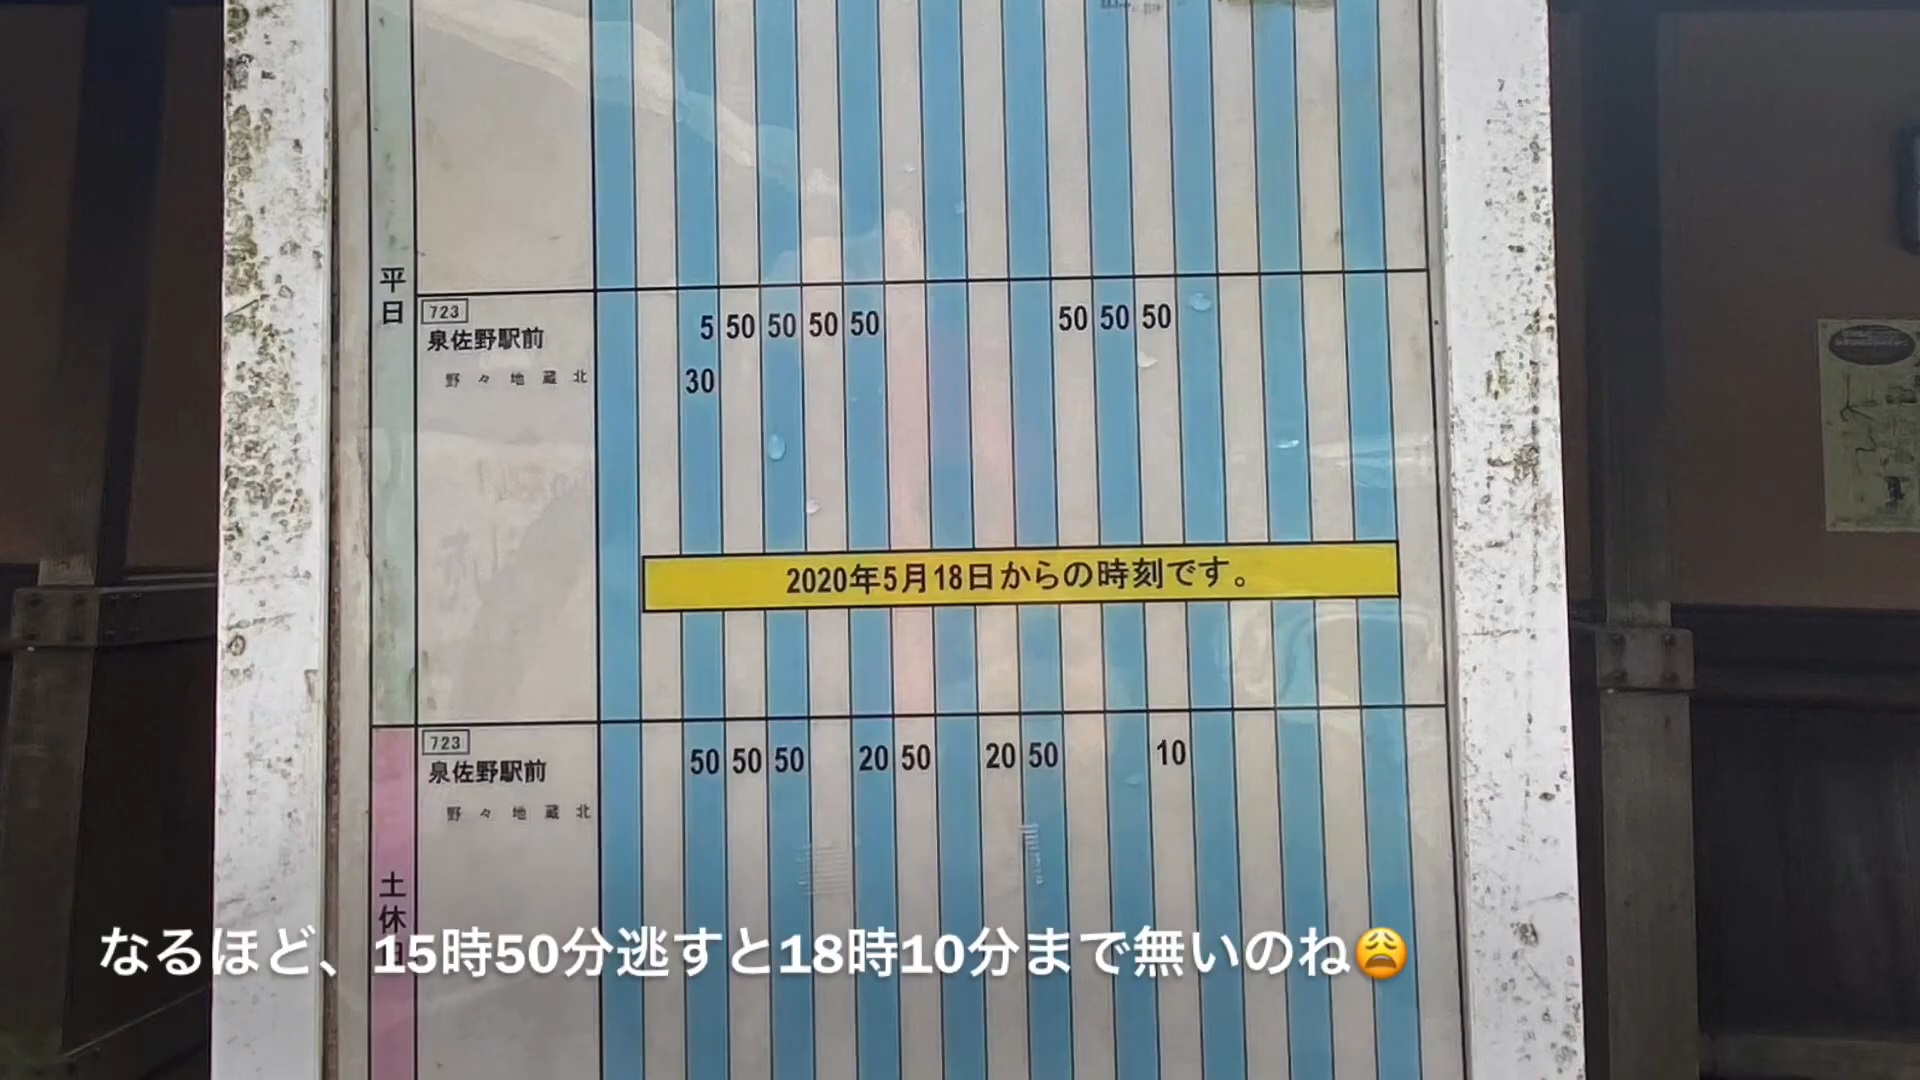 平日
723
泉佐野駅前
野々地蔵北
5 50 50 50 50 50 50 50
30
2020年5月18日からの時刻です。
土休日
723
泉佐野駅前
野々地蔵北
50 50 50 20 50 20 50 10
なるほど、15時50分逃すと18時10分まで無いのね😩